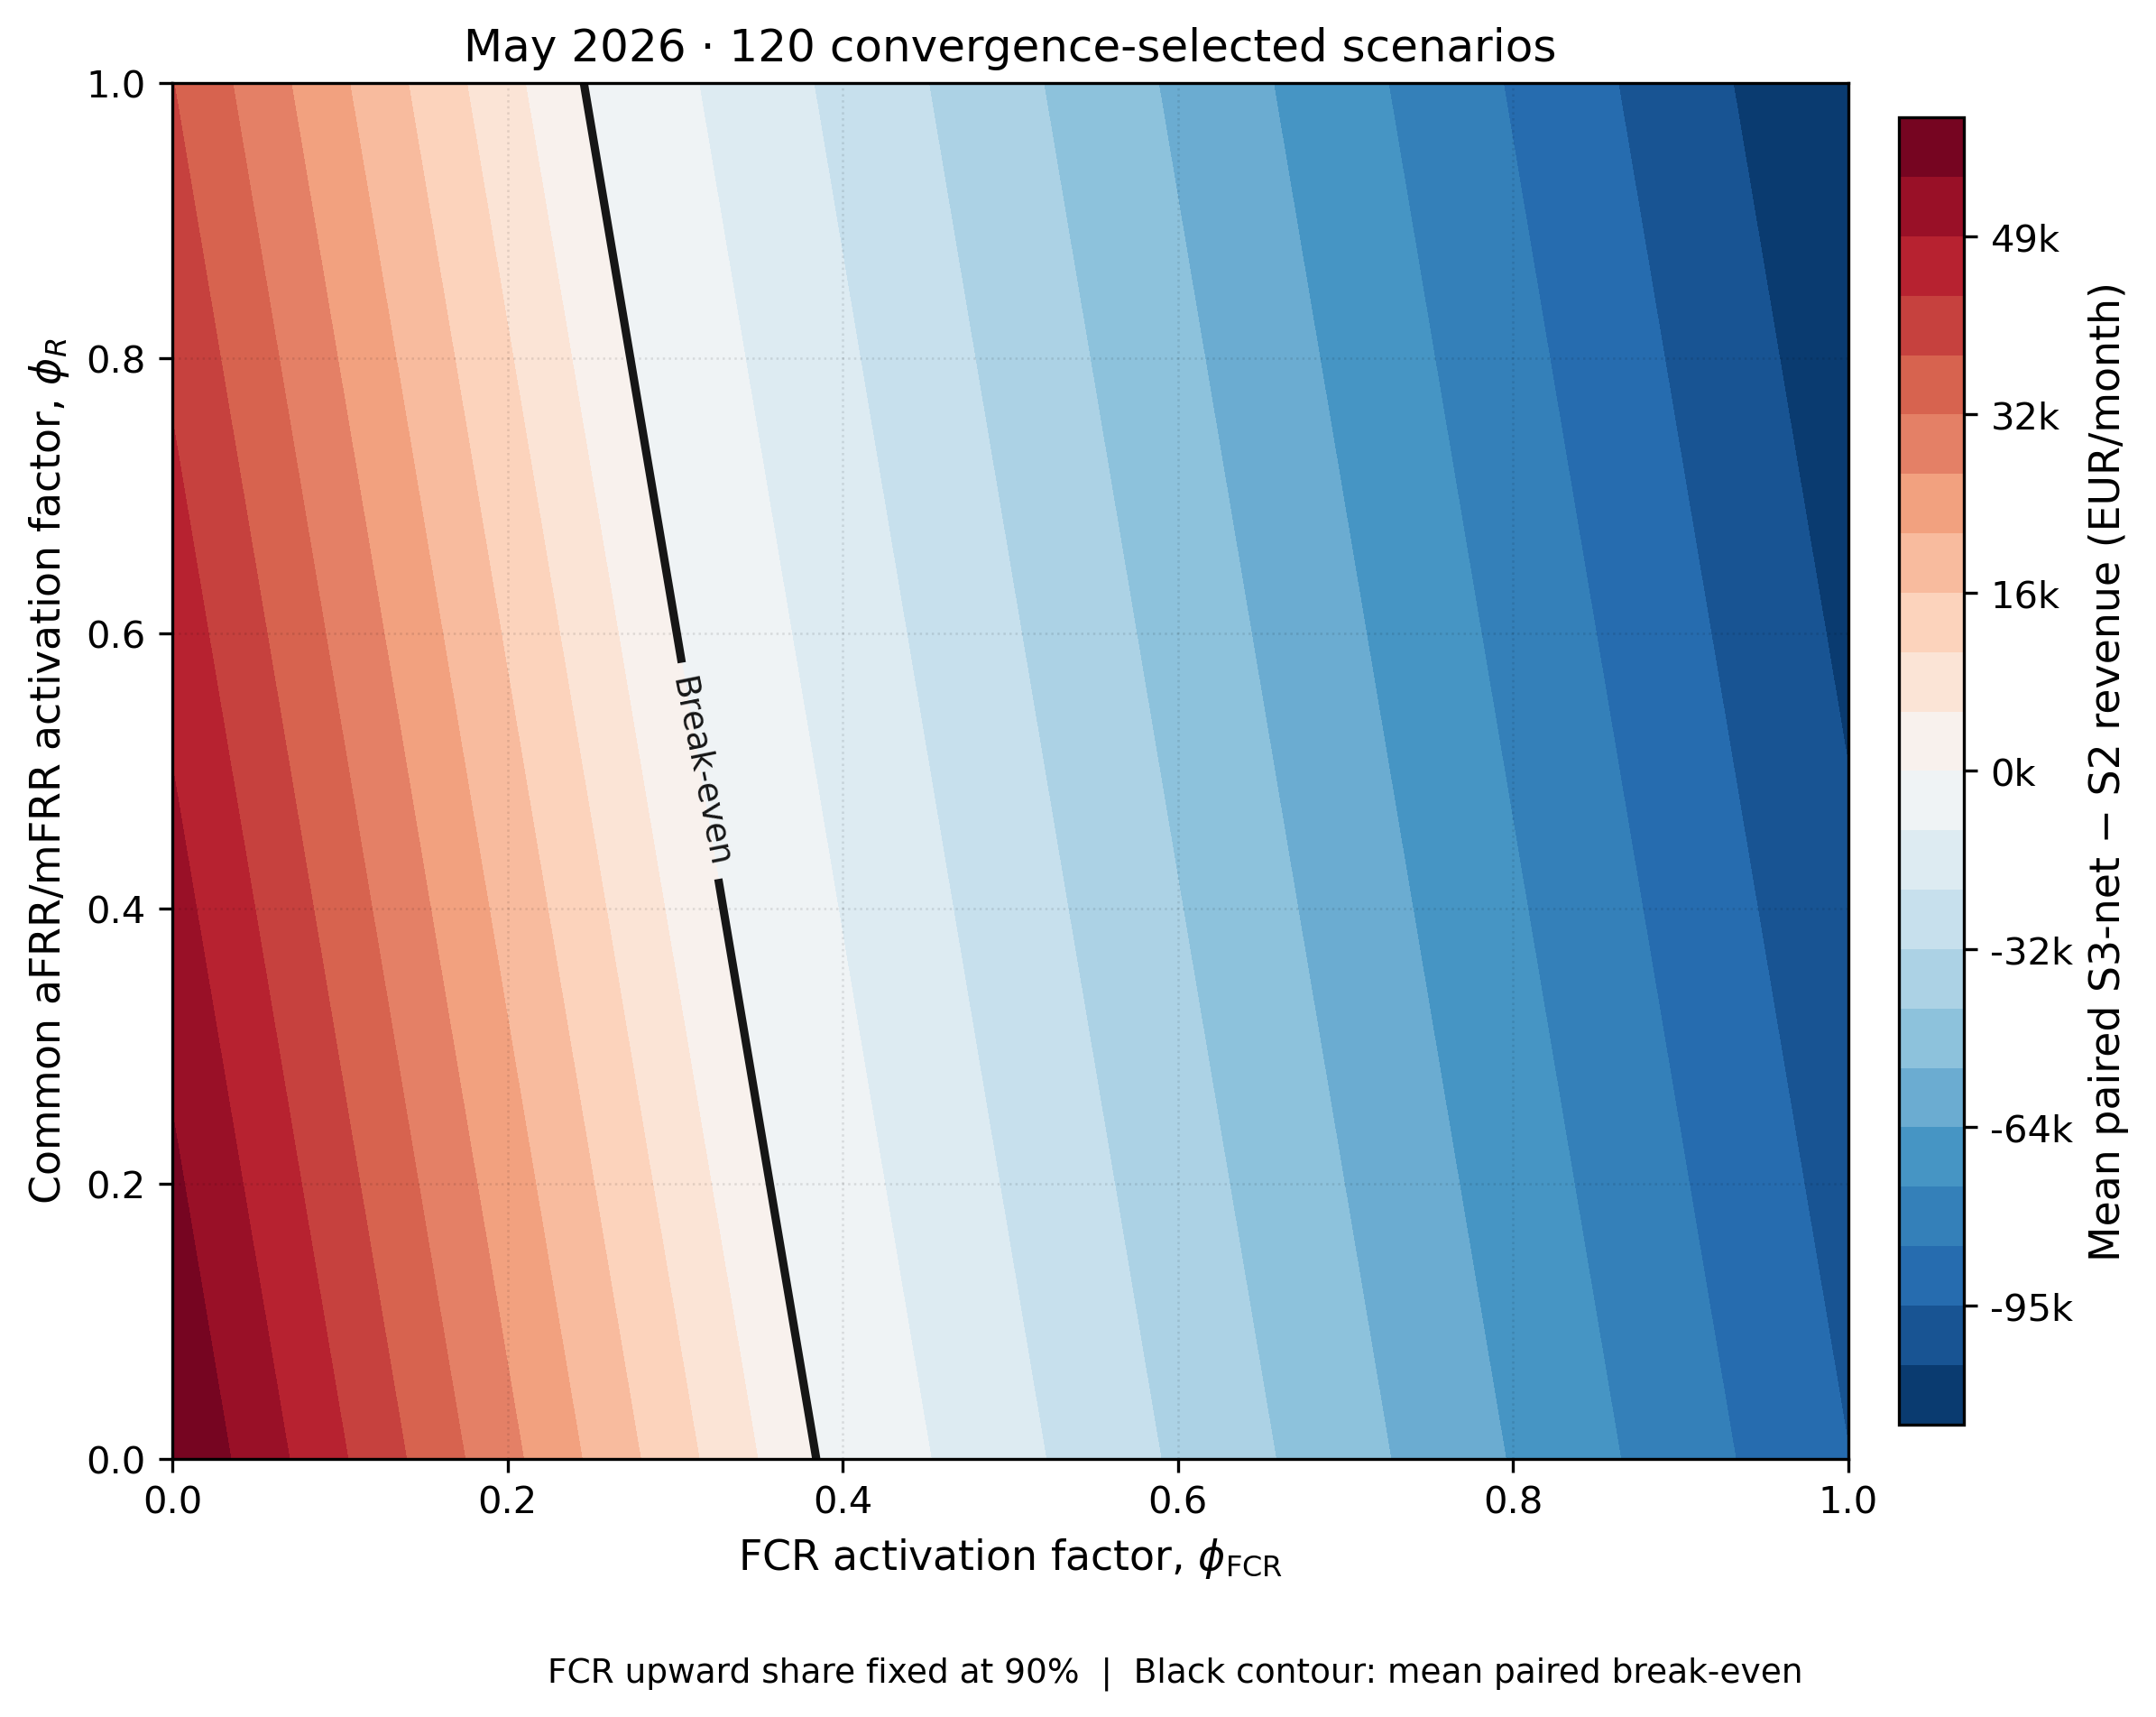 May 2026 · 120 convergence-selected scenarios
1.0
0.8
0.6
0.4
0.2
0.0
Common aFRR/mFRR activation factor, ϕ_R
Break-even
0.0 0.2 0.4 0.6 0.8 1.0
FCR activation factor, ϕ_FCR
49k
32k
16k
0k
-32k
-64k
-95k
Mean paired S3-net − S2 revenue (EUR/month)
FCR upward share fixed at 90% | Black contour: mean paired break-even